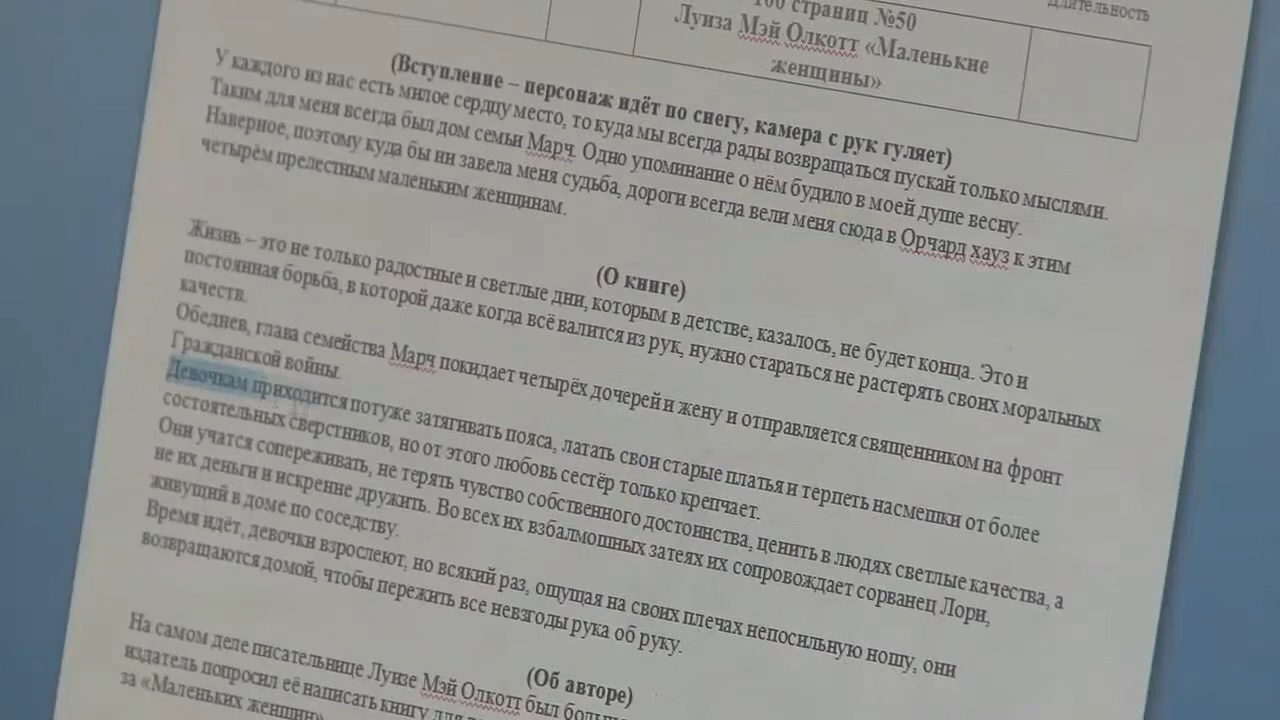 длительность
100 страниц №50
Луиза Мэй Олкотт «Маленькие
женщины»
(Вступление – персонаж идёт по снегу, камера с рук гуляет)
У каждого из нас есть милое сердцу место, то куда мы всегда рады возвращаться пускай только мыслями.
Таким для меня всегда был дом семьи Марч. Одно упоминание о нём будило в моей душе весну.
Наверное, поэтому куда бы ни завела меня судьба, дороги всегда вели меня сюда в Орчард хауз к этим
четырём прелестным маленьким женщинам.
(О книге)
Жизнь – это не только радостные и светлые дни, которым в детстве, казалось, не будет конца. Это и
постоянная борьба, в которой даже когда всё валится из рук, нужно стараться не растерять своих моральных
качеств.
Обеднев, глава семейства Марч покидает четырёх дочерей и жену и отправляется священником на фронт
Гражданской войны.
Девочкам приходится потуже затягивать пояса, латать свои старые платья и терпеть насмешки от более
состоятельных сверстников, но от этого любовь сестёр только крепчает.
Они учатся сопереживать, не терять чувство собственного достоинства, ценить в людях светлые качества, а
не их деньги и искренне дружить. Во всех их взбалмошных затеях их сопровождает сорванец Лори,
живущий в доме по соседству.
Время идёт, девочки взрослеют, но всякий раз, ощущая на своих плечах непосильную ношу, они
возвращаются домой, чтобы пережить все невзгоды рука об руку.
(Об авторе)
На самом деле писательнице Луизе Мэй Олкотт был
издатель попросил её написать книгу для
за «Маленьких женщин»